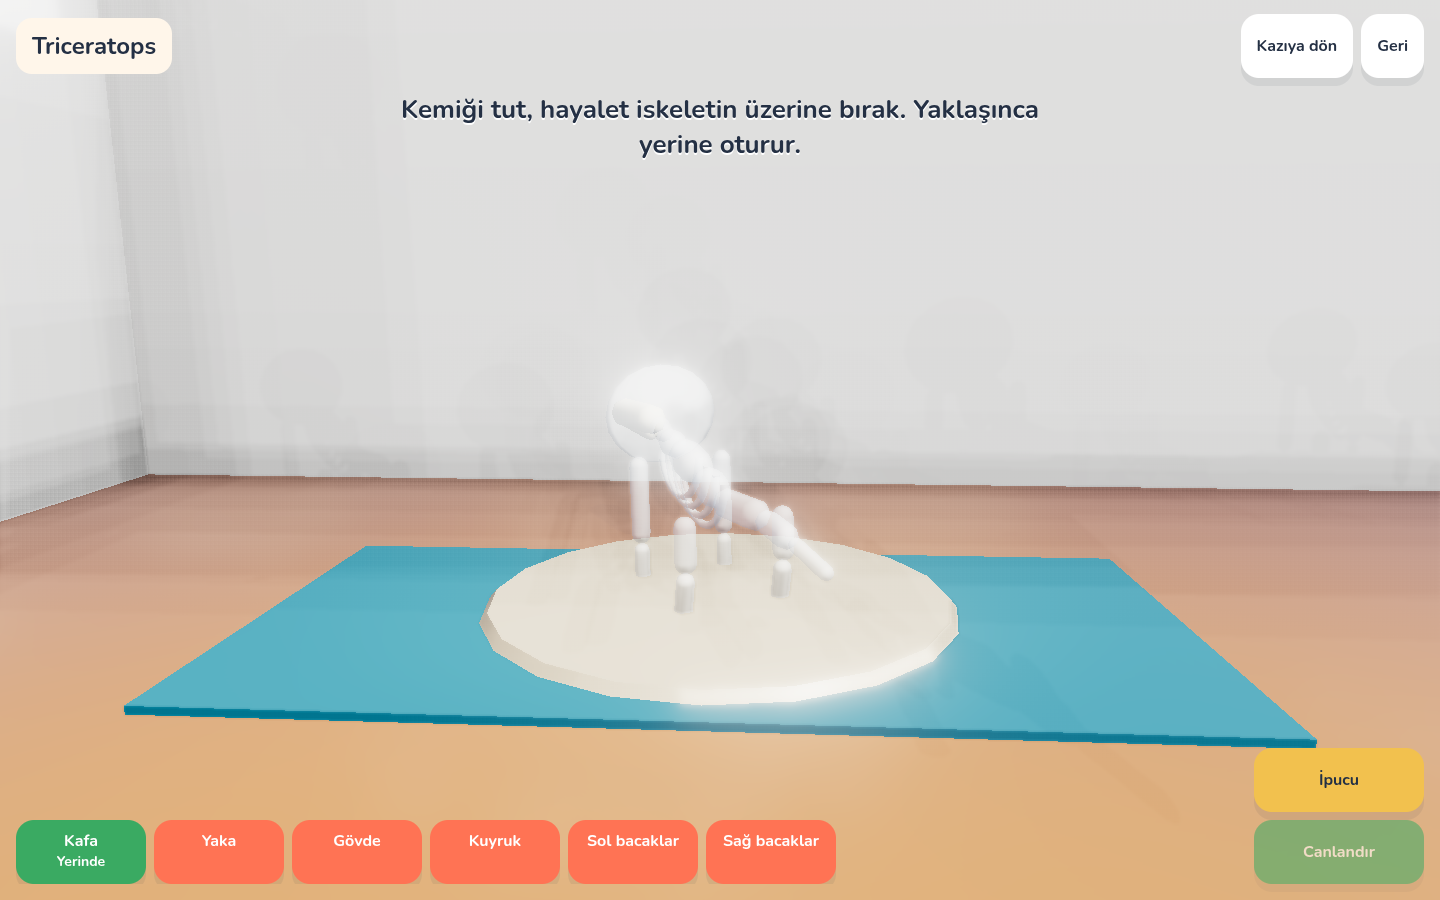 Triceratops
Kazıya dön
Geri
Kemiği tut, hayalet iskeletin üzerine bırak. Yaklaşınca
yerine oturur.
İpucu
Kafa
Yerinde
Yaka
Gövde
Kuyruk
Sol bacaklar
Sağ bacaklar
Canlandır